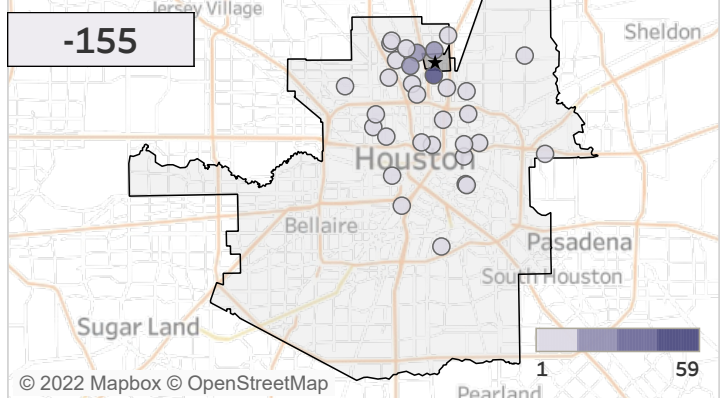 Jersey Village
-155
Sheldon
Houston
Bellaire
Pasadena
South Houston
Sugar Land
1
59
© 2022 Mapbox © OpenStreetMap
Pearland